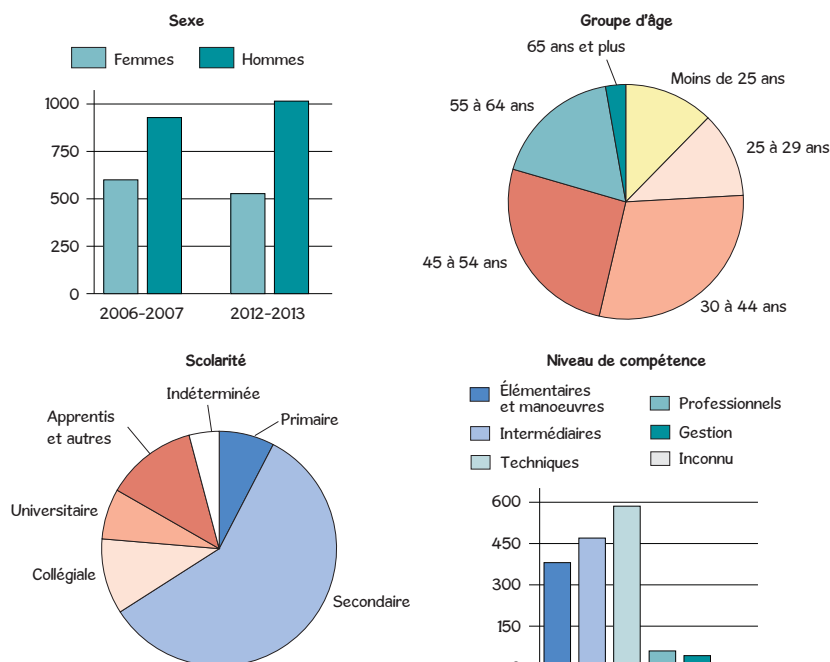 Sexe
Femmes
Hommes
1000
750
500
250
0
2006-2007
2012-2013
Groupe d'âge
65 ans et plus
Moins de 25 ans
55 à 64 ans
25 à 29 ans
45 à 54 ans
30 à 44 ans
Scolarité
Indéterminée
Apprentis
et autres
Primaire
Universitaire
Collégiale
Secondaire
Niveau de compétence
Élémentaires
et manoeuvres
Professionnels
Intermédiaires
Gestion
Techniques
Inconnu
600
450
300
150